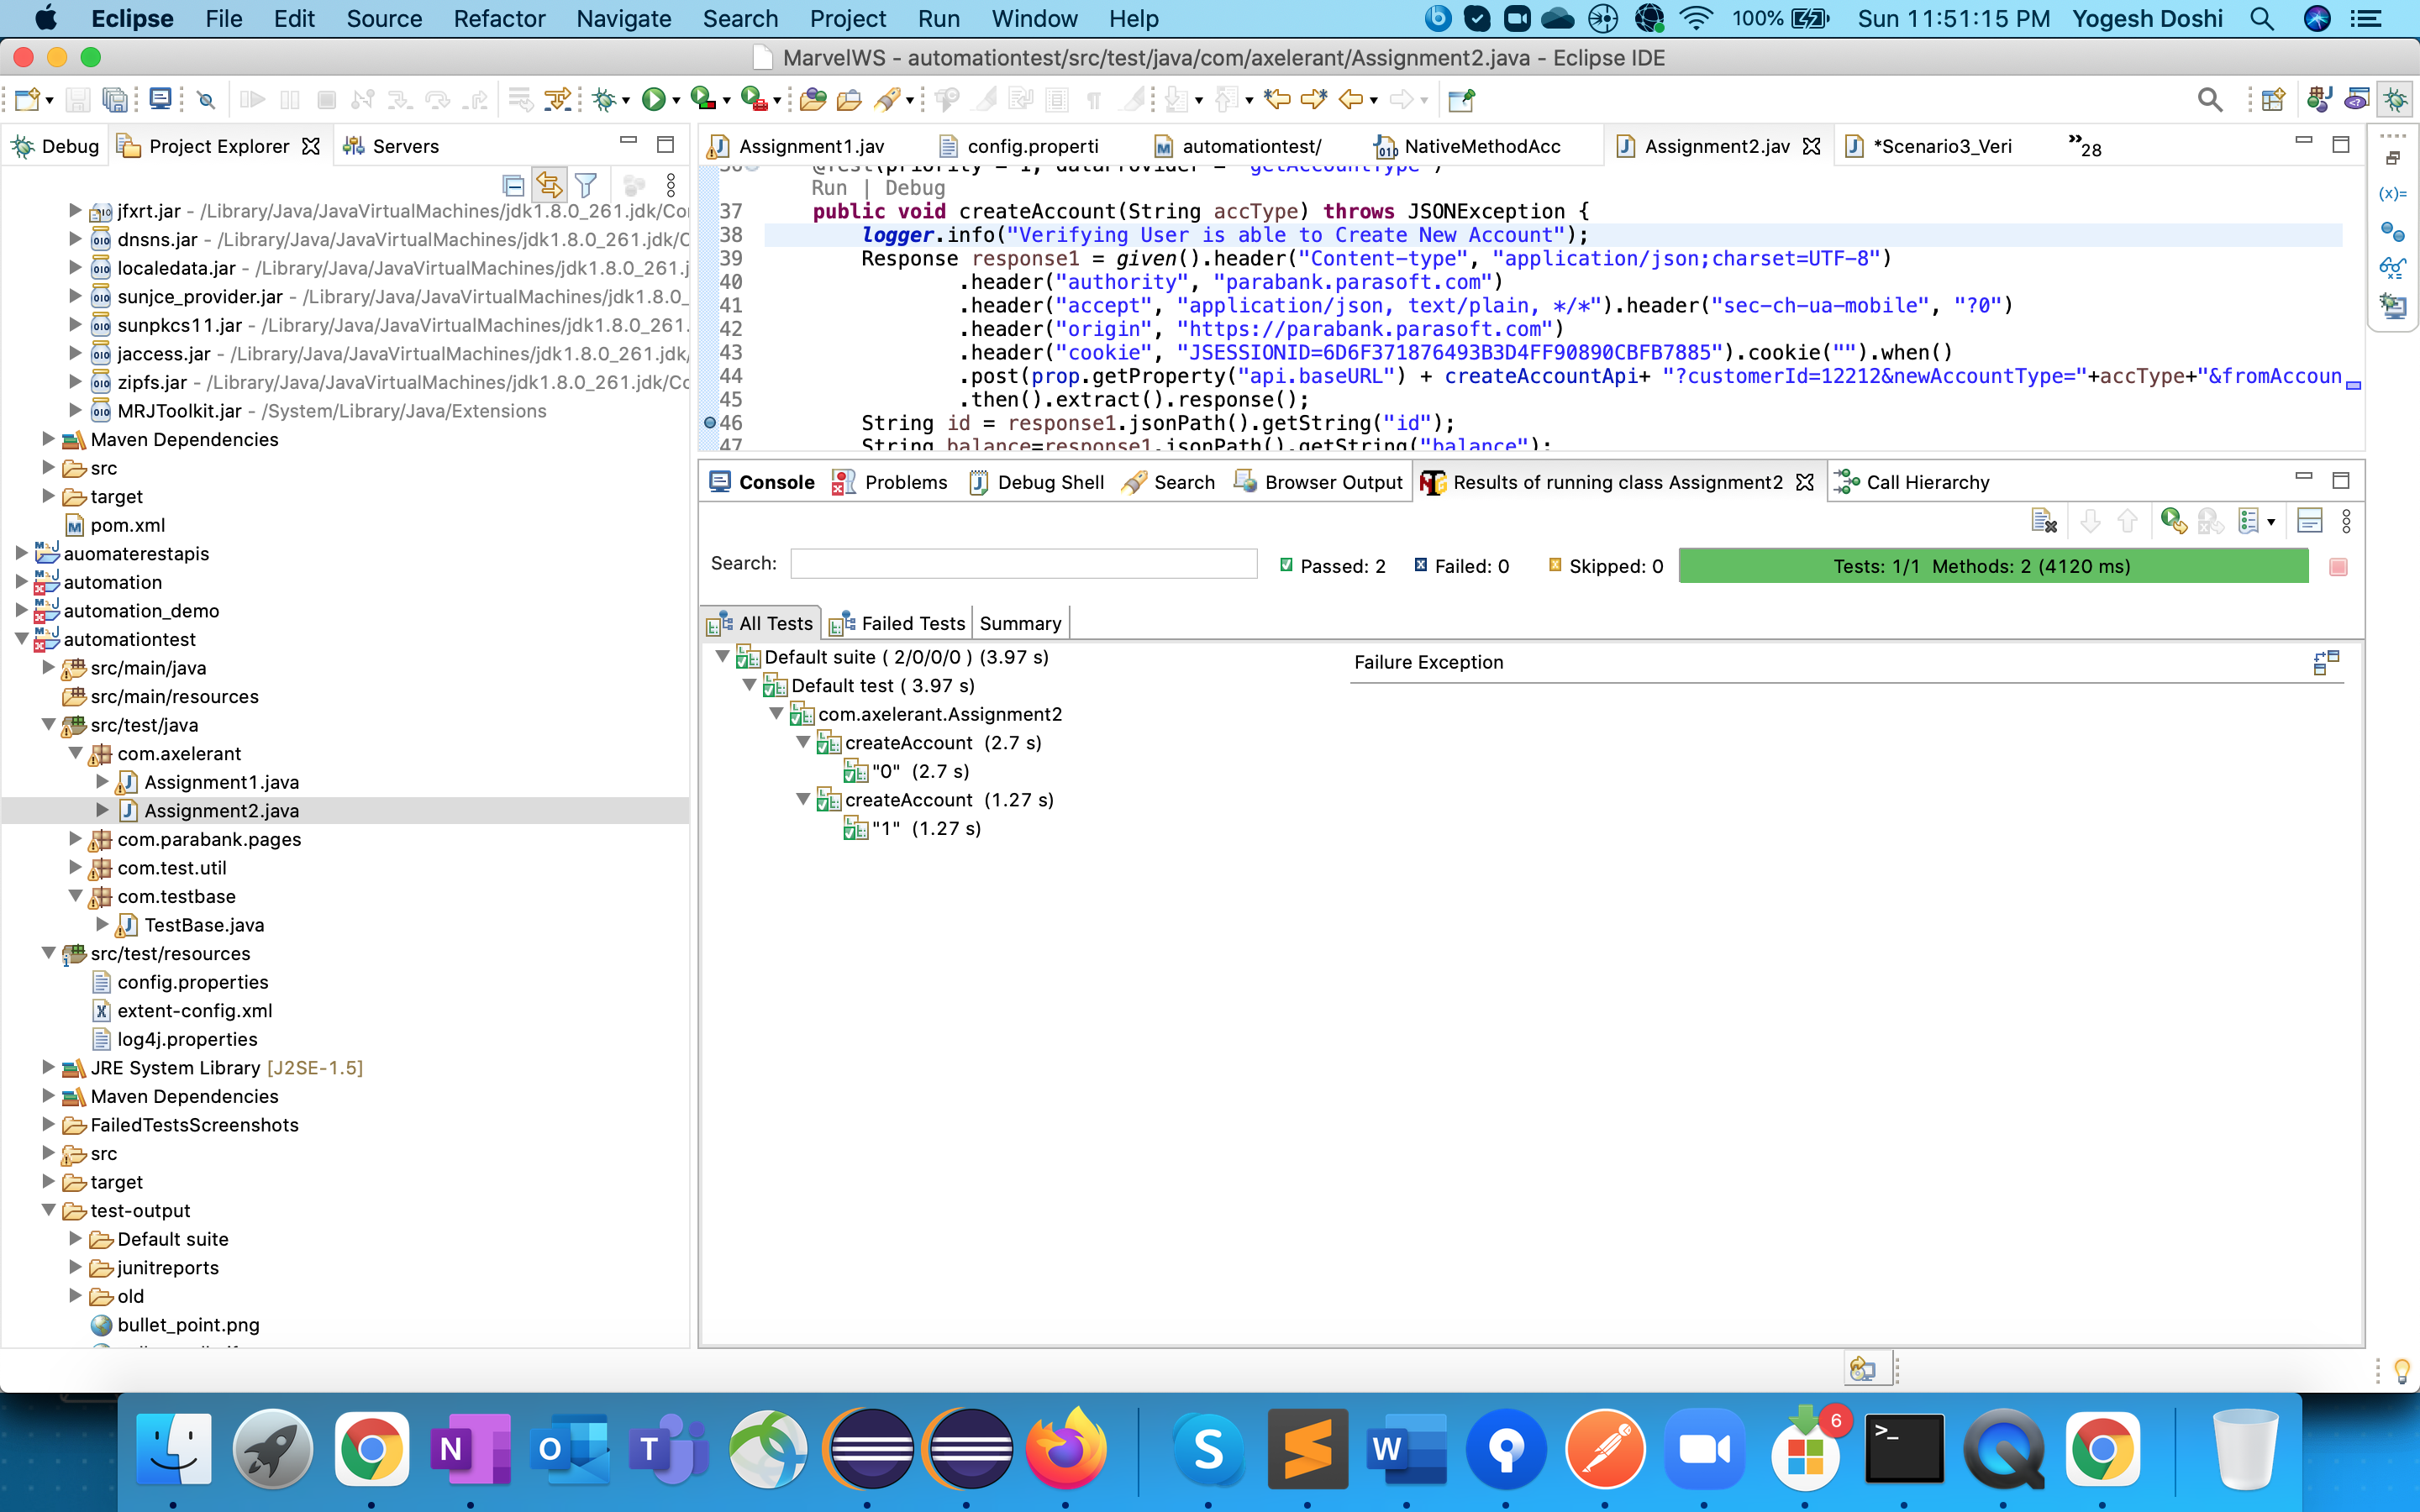 Eclipse File Edit Source Refactor Navigate Search Project Run Window Help 100% Sun 11:51:15 PM Yogesh Doshi
MarvelWS - automationtest/src/test/java/com/axelerant/Assignment2.java - Eclipse IDE
Debug Project Explorer Servers
jfxrt.jar - /Library/Java/JavaVirtualMachines/jdk1.8.0_261.jdk/Co
dnsns.jar - /Library/Java/JavaVirtualMachines/jdk1.8.0_261.jdk/C
localedata.jar - /Library/Java/JavaVirtualMachines/jdk1.8.0_261.j
sunjce_provider.jar - /Library/Java/JavaVirtualMachines/jdk1.8.0_
sunpkcs11.jar - /Library/Java/JavaVirtualMachines/jdk1.8.0_261.
jaccess.jar - /Library/Java/JavaVirtualMachines/jdk1.8.0_261.jdk/
zipfs.jar - /Library/Java/JavaVirtualMachines/jdk1.8.0_261.jdk/Co
MRJToolkit.jar - /System/Library/Java/Extensions
Maven Dependencies
src
target
pom.xml
auomaterestapis
automation
automation_demo
automationtest
src/main/java
src/main/resources
src/test/java
com.axelerant
Assignment1.java
Assignment2.java
com.parabank.pages
com.test.util
com.testbase
TestBase.java
src/test/resources
config.properties
extent-config.xml
log4j.properties
JRE System Library [J2SE-1.5]
Maven Dependencies
FailedTestsScreenshots
src
target
test-output
Default suite
junitreports
old
bullet_point.png
Assignment1.jav config.properti automationtest/ NativeMethodAcc Assignment2.jav *Scenario3_Veri »28
36 @Test(priority = 1, dataProvider = "getAccountType")
Run | Debug
37 public void createAccount(String accType) throws JSONException {
38 logger.info("Verifying User is able to Create New Account");
39 Response response1 = given().header("Content-type", "application/json;charset=UTF-8")
40 .header("authority", "parabank.parasoft.com")
41 .header("accept", "application/json, text/plain, */*").header("sec-ch-ua-mobile", "?0")
42 .header("origin", "https://parabank.parasoft.com")
43 .header("cookie", "JSESSIONID=6D6F371876493B3D4FF90890CBFB7885").cookie("").when()
44 .post(prop.getProperty("api.baseURL") + createAccountApi+ "?customerId=12212&newAccountType="+accType+"&fromAccoun
45 .then().extract().response();
46 String id = response1.jsonPath().getString("id");
47 String balance=response1.jsonPath().getString("balance");
Console Problems Debug Shell Search Browser Output Results of running class Assignment2 Call Hierarchy
Search: Passed: 2 Failed: 0 Skipped: 0 Tests: 1/1 Methods: 2 (4120 ms)
All Tests Failed Tests Summary
Default suite ( 2/0/0/0 ) (3.97 s)
Default test ( 3.97 s)
com.axelerant.Assignment2
createAccount (2.7 s)
"0" (2.7 s)
createAccount (1.27 s)
"1" (1.27 s)
Failure Exception
6